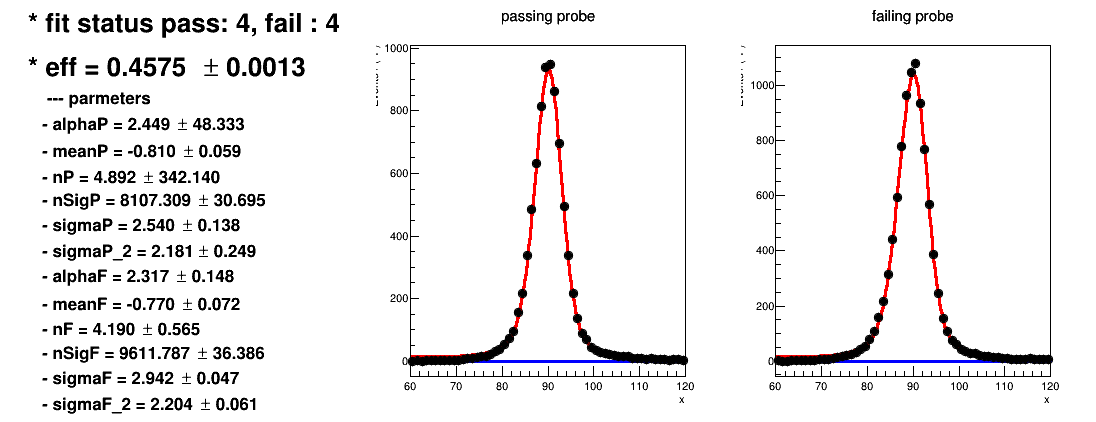 * fit status pass: 4, fail : 4
* eff = 0.4575 ± 0.0013
--- parmeters
- alphaP = 2.449 ± 48.333
- meanP = -0.810 ± 0.059
- nP = 4.892 ± 342.140
- nSigP = 8107.309 ± 30.695
- sigmaP = 2.540 ± 0.138
- sigmaP_2 = 2.181 ± 0.249
- alphaF = 2.317 ± 0.148
- meanF = -0.770 ± 0.072
- nF = 4.190 ± 0.565
- nSigF = 9611.787 ± 36.386
- sigmaF = 2.942 ± 0.047
- sigmaF_2 = 2.204 ± 0.061
passing probe
1000
800
600
400
200
0
60 70 80 90 100 110 120
x
failing probe
1000
800
600
400
200
0
60 70 80 90 100 110 120
x